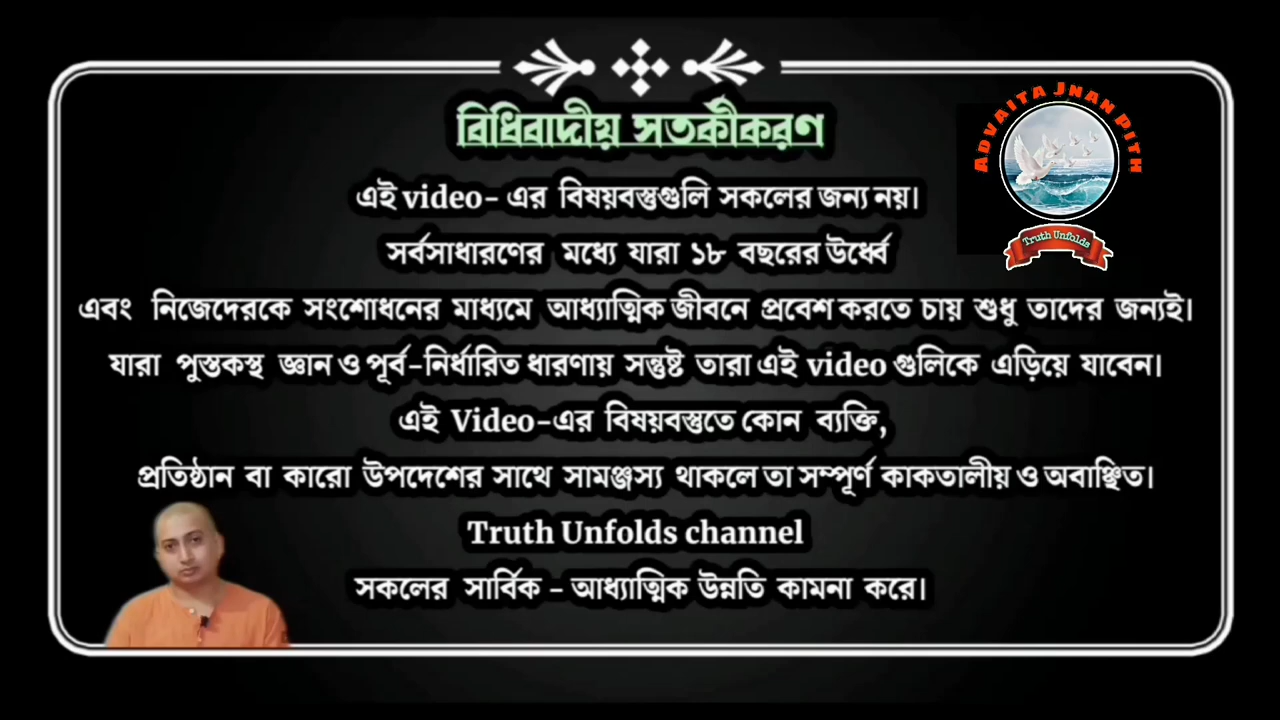 বিধিবাদীয় সতর্কীকরণ
ADVAITA JNAN PITH
Truth Unfolds
এই video- এর বিষয়বস্তুগুলি সকলের জন্য নয়।
সর্বসাধারণের মধ্যে যারা ১৮ বছরের উর্ধ্বে
এবং নিজেদেরকে সংশোধনের মাধ্যমে আধ্যাত্মিক জীবনে প্রবেশ করতে চায় শুধু তাদের জন্যই।
যারা পুস্তকস্থ জ্ঞান ও পূর্ব-নির্ধারিত ধারণায় সন্তুষ্ট তারা এই video গুলিকে এড়িয়ে যাবেন।
এই Video-এর বিষয়বস্তুতে কোন ব্যক্তি,
প্রতিষ্ঠান বা কারো উপদেশের সাথে সামঞ্জস্য থাকলে তা সম্পূর্ণ কাকতালীয় ও অবাঞ্ছিত।
Truth Unfolds channel
সকলের সার্বিক - আধ্যাত্মিক উন্নতি কামনা করে।